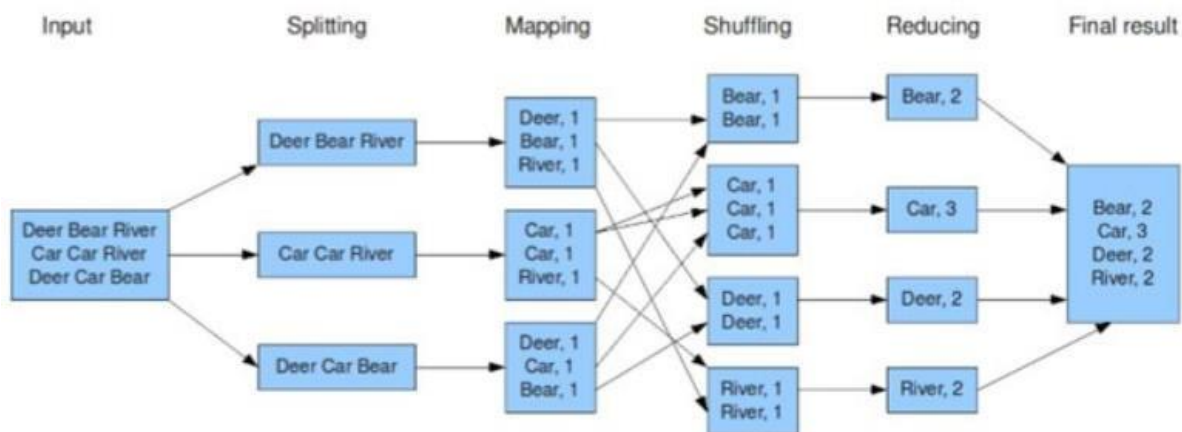 Input
Splitting
Mapping
Shuffling
Reducing
Final result
Deer Bear River
Car Car River
Deer Car Bear
Deer Bear River
Car Car River
Deer Car Bear
Deer, 1
Bear, 1
River, 1
Car, 1
Car, 1
River, 1
Deer, 1
Car, 1
Bear, 1
Bear, 1
Bear, 1
Car, 1
Car, 1
Car, 1
Deer, 1
Deer, 1
River, 1
River, 1
Bear, 2
Car, 3
Deer, 2
River, 2
Bear, 2
Car, 3
Deer, 2
River, 2